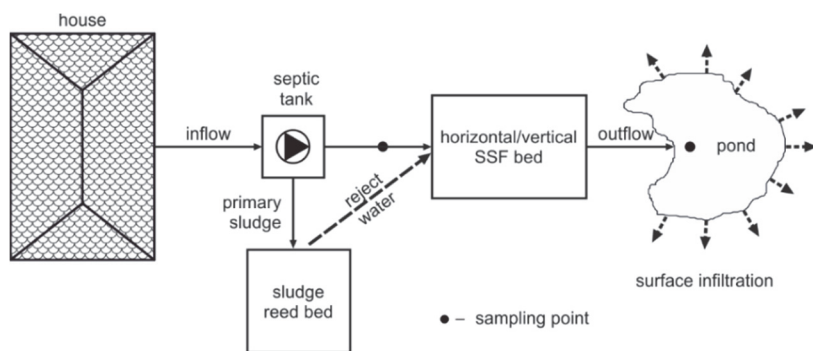 house
septic
tank
inflow
horizontal/vertical
SSF bed
outflow
pond
primary
sludge
reject
water
sludge
reed bed
surface infiltration
– sampling point